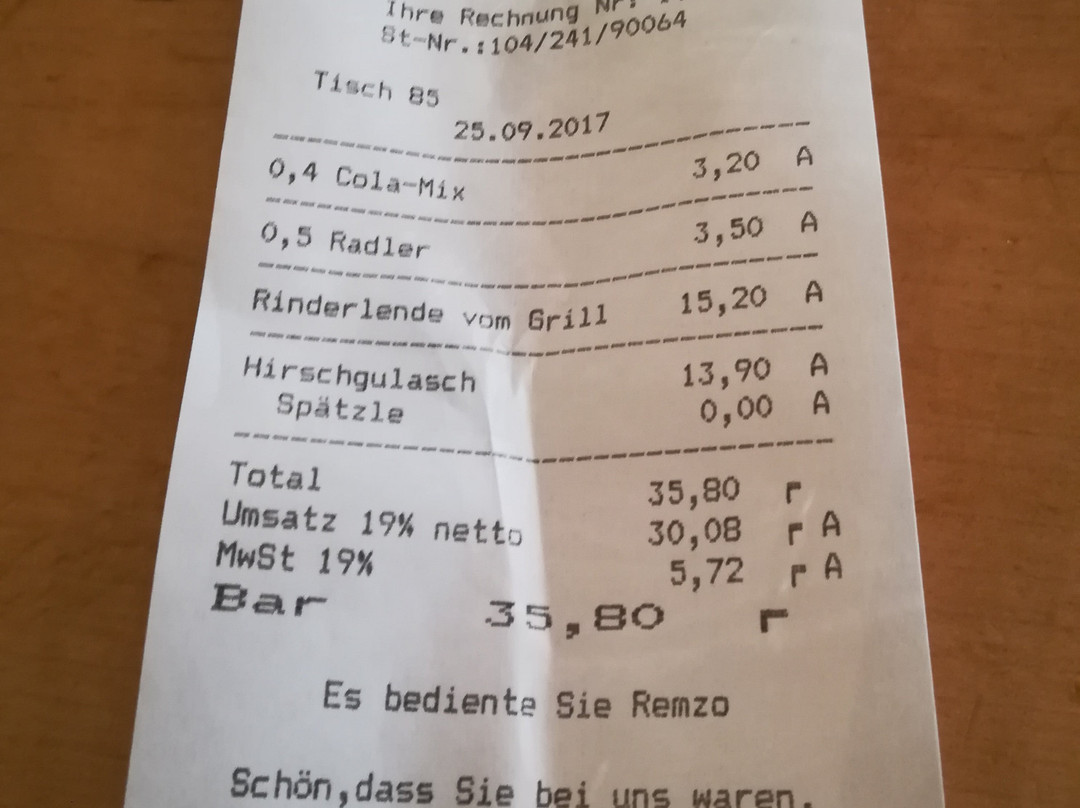 Ihre Rechnung Nr.
St-Nr.:104/241/90064
Tisch 85
25.09.2017
0,4 Cola-Mix 3,20 A
0,5 Radler 3,50 A
Rinderlende vom Grill 15,20 A
Hirschgulasch 13,90 A
Spätzle 0,00 A
Total 35,80 r
Umsatz 19% netto 30,08 r A
MwSt 19% 5,72 r A
Bar 35,80 r
Es bediente Sie Remzo
Schön,dass Sie bei uns waren.